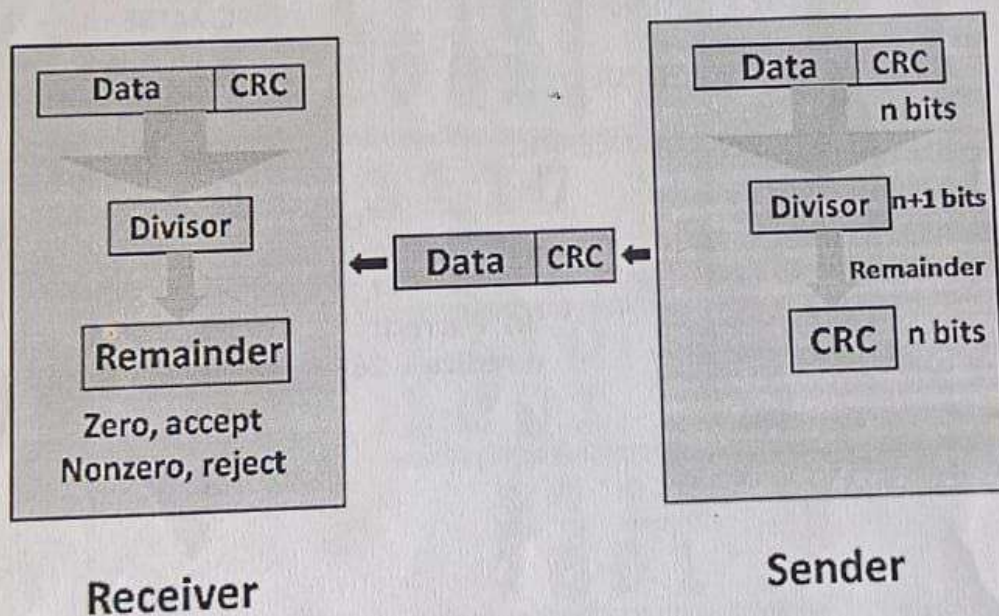 Data CRC
Divisor
Remainder
Zero, accept
Nonzero, reject
Receiver
Data CRC
Data CRC
n bits
Divisor n+1 bits
Remainder
CRC n bits
Sender